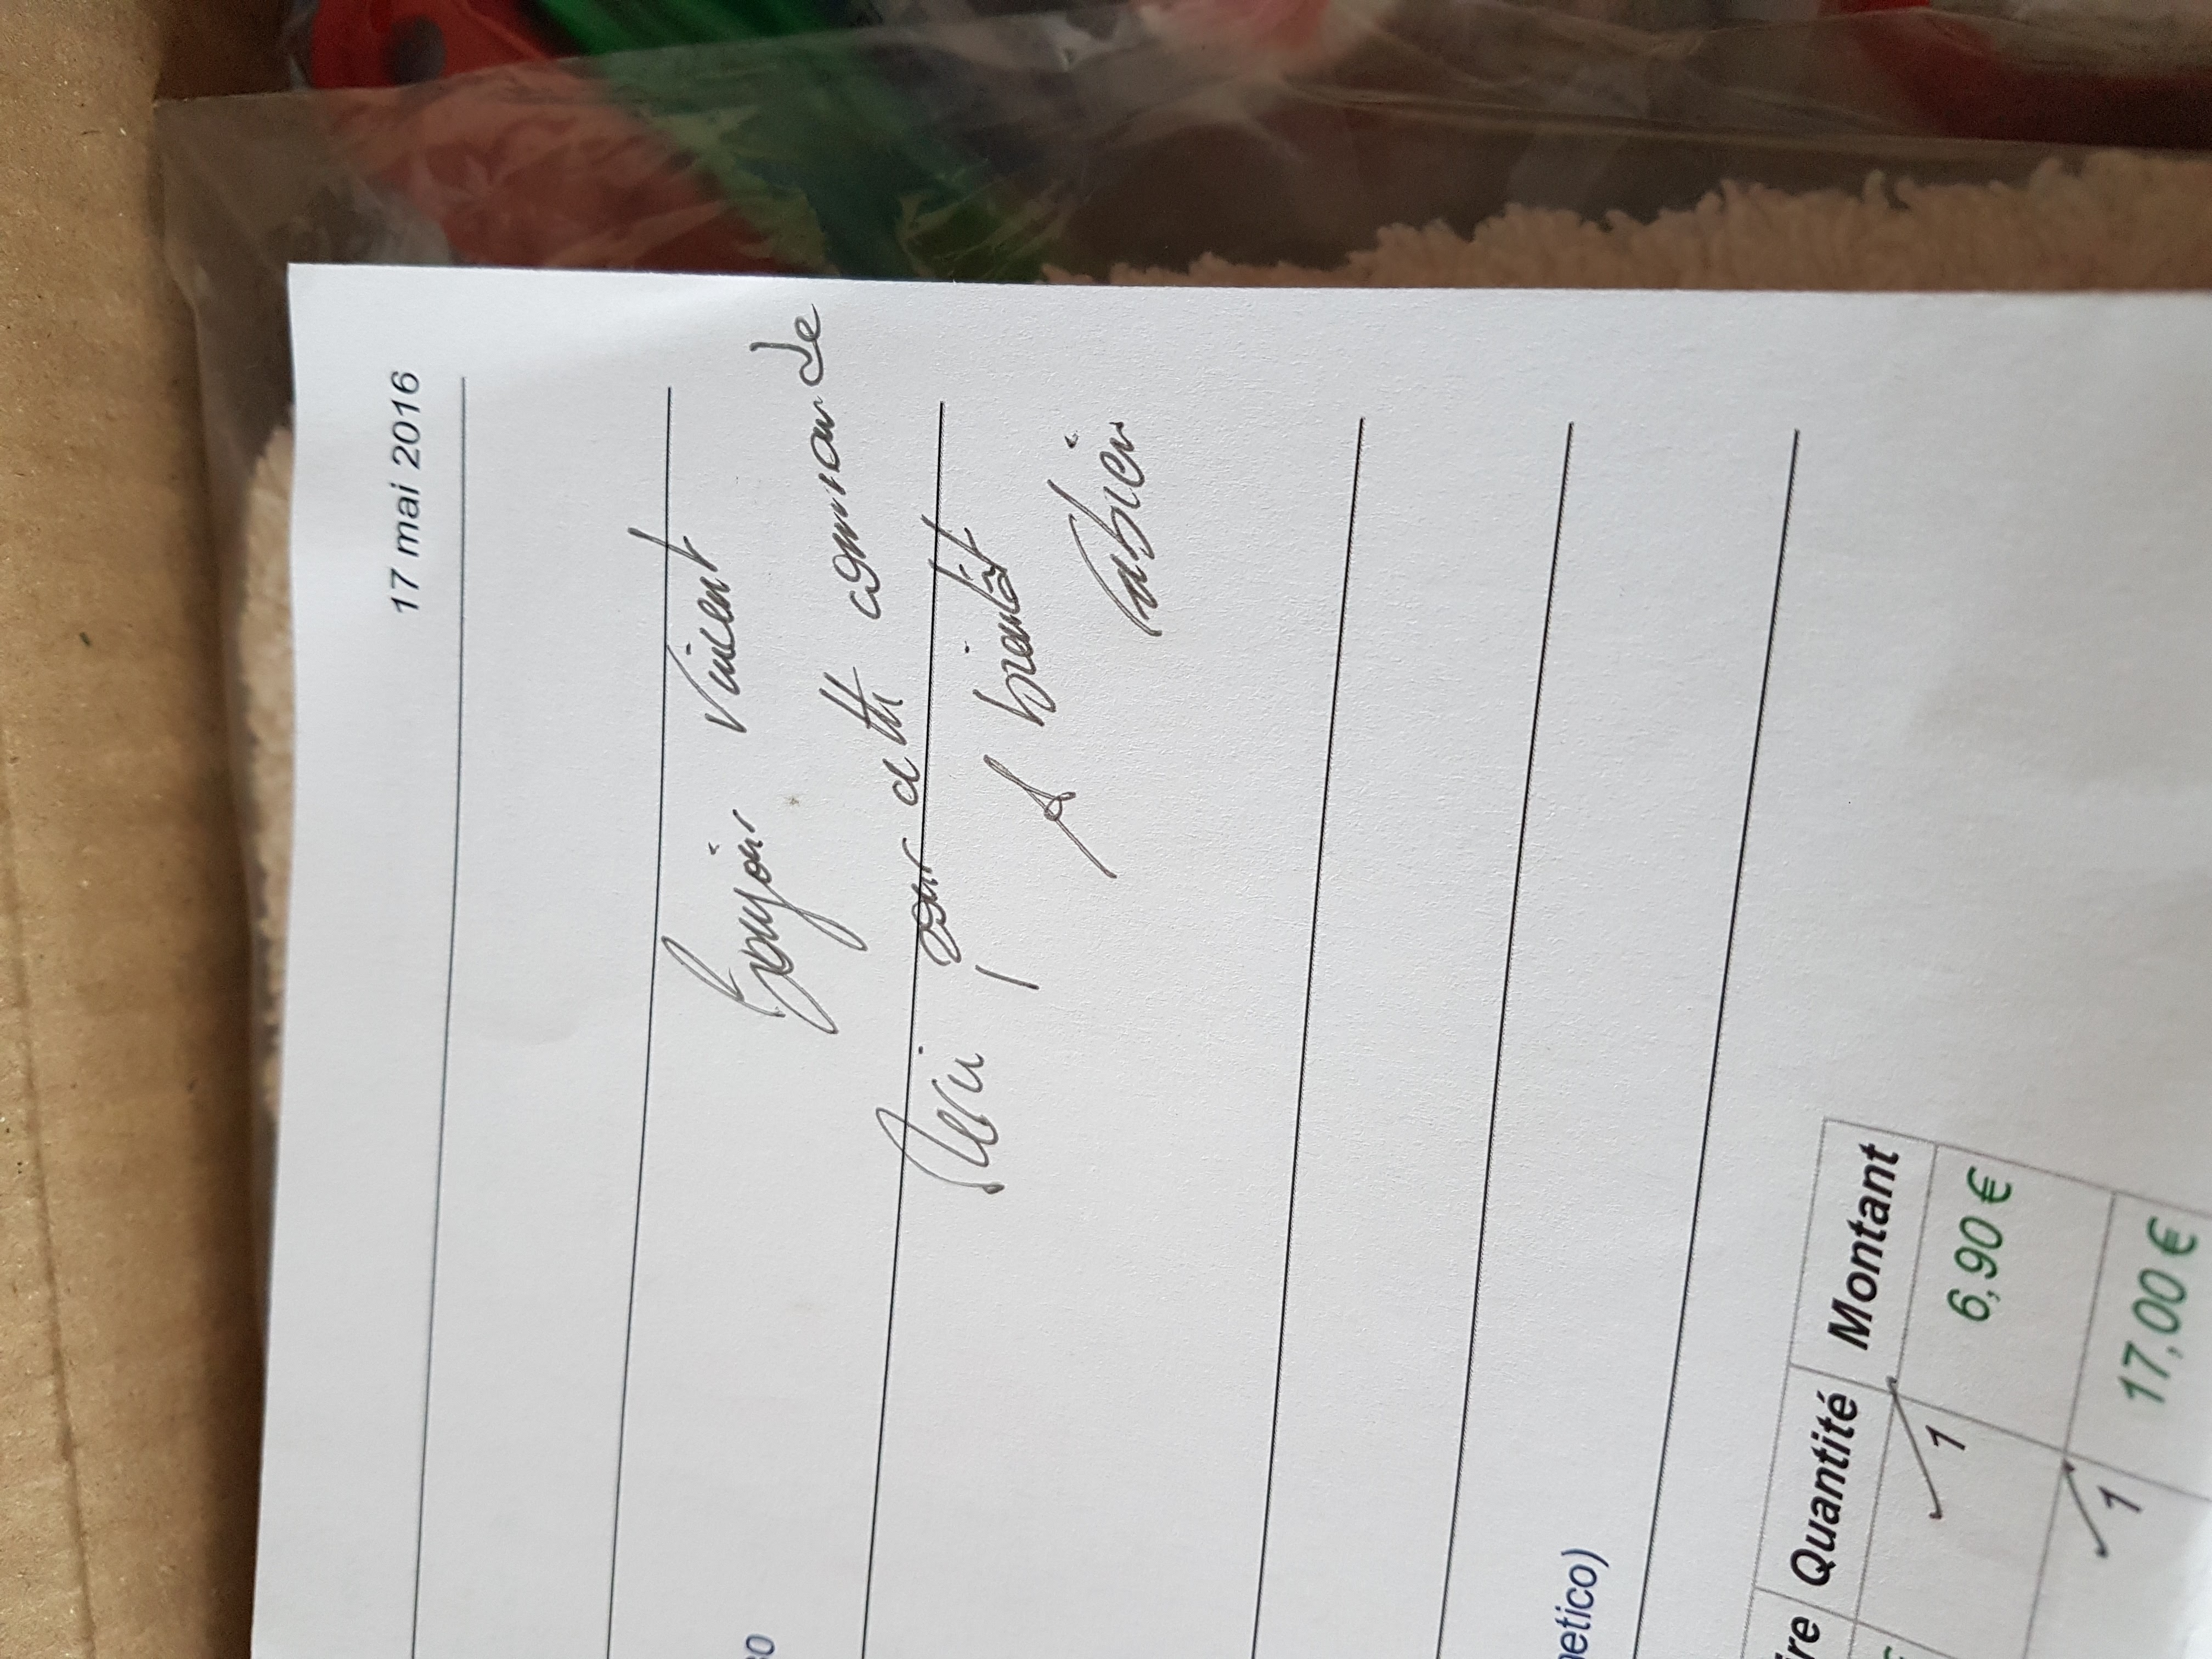 17 mai 2016
Bonjour Vincent
Merci pour cette commande
A bientôt
Fabien
netico)
Quantité Montant
1 6,90 €
1 17,00 €